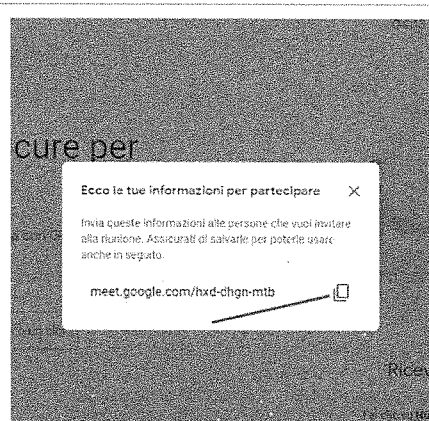 cure per
Ecco le tue informazioni per partecipare
Invia queste informazioni alle persone che vuoi invitare
alla riunione. Assicurati di salvarle per poterle usare
anche in seguito.
meet.google.com/hxd-dhgn-mtb
Ricev